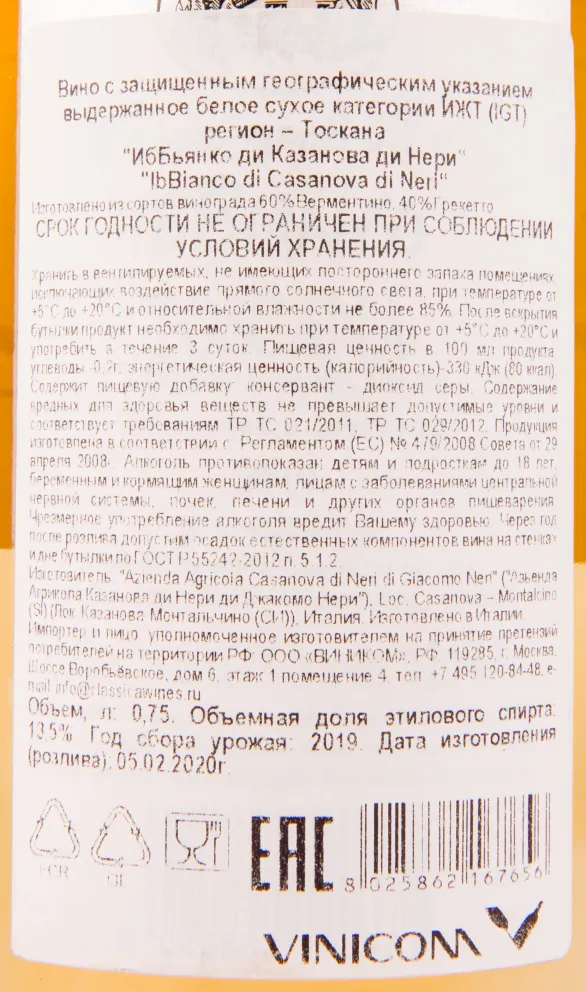 Вино с защищенным географическим указанием
выдержанное белое сухое категории ИЖТ (IGT)
регион – Тоскана
"ИбБьянко ди Казанова ди Нери"
"IbBianco di Casanova di Neri"
Изготовлено из сортов винограда 60% Верментино, 40% Грекетто
СРОК ГОДНОСТИ НЕ ОГРАНИЧЕН ПРИ СОБЛЮДЕНИИ
УСЛОВИЙ ХРАНЕНИЯ.
Хранить в вентилируемых, не имеющих постороннего запаха помещениях,
исключающих воздействие прямого солнечного света, при температуре от
+5°С до +20°С и относительной влажности не более 85%. После вскрытия
бутылки продукт необходимо хранить при температуре от +5°С до +20°С и
употребить в течение 3 суток. Пищевая ценность в 100 мл продукта:
углеводы -0,2г, энергетическая ценность (калорийность)-330 кДж (80 ккал).
Содержит пищевую добавку: консервант - диоксид серы. Содержание
вредных для здоровья веществ не превышает допустимые уровни и
соответствует требованиям ТР ТС 021/2011, ТР ТС 029/2012. Продукция
изготовлена в соответствии с Регламентом (ЕС) № 479/2008 Совета от 29
апреля 2008г. Алкоголь противопоказан детям и подросткам до 18 лет,
беременным и кормящим женщинам, лицам с заболеваниями центральной
нервной системы, почек, печени и других органов пищеварения.
Чрезмерное употребление алкоголя вредит Вашему здоровью. Через год
после розлива допустим осадок естественных компонентов вина на стенках
и дне бутылки по ГОСТ Р 55242-2012 п. 5.1.2.
Изготовитель: "Azienda Agricola Casanova di Neri di Giacomo Neri" ("Азьенда
Агрикола Казанова ди Нери ди Джакомо Нери"), Loc. Casanova – Montalcino
(SI) (Лок. Казанова Монтальчино (СИ)), Италия. Изготовлено в Италии.
Импортер и лицо, уполномоченное изготовителем на принятие претензий
потребителей на территории РФ: ООО «ВИНИКОМ», РФ, 119285, г. Москва,
Шоссе Воробьёвское, дом 6, этаж 1 помещение 4, тел. +7 495 120-84-48, e-
mail: info@classicawines.ru
Объем, л: 0,75. Объемная доля этилового спирта:
13,5% Год сбора урожая: 2019. Дата изготовления
(розлива): 05.02.2020г.
PCR GL EAC 8 025862 167656
VINICOM